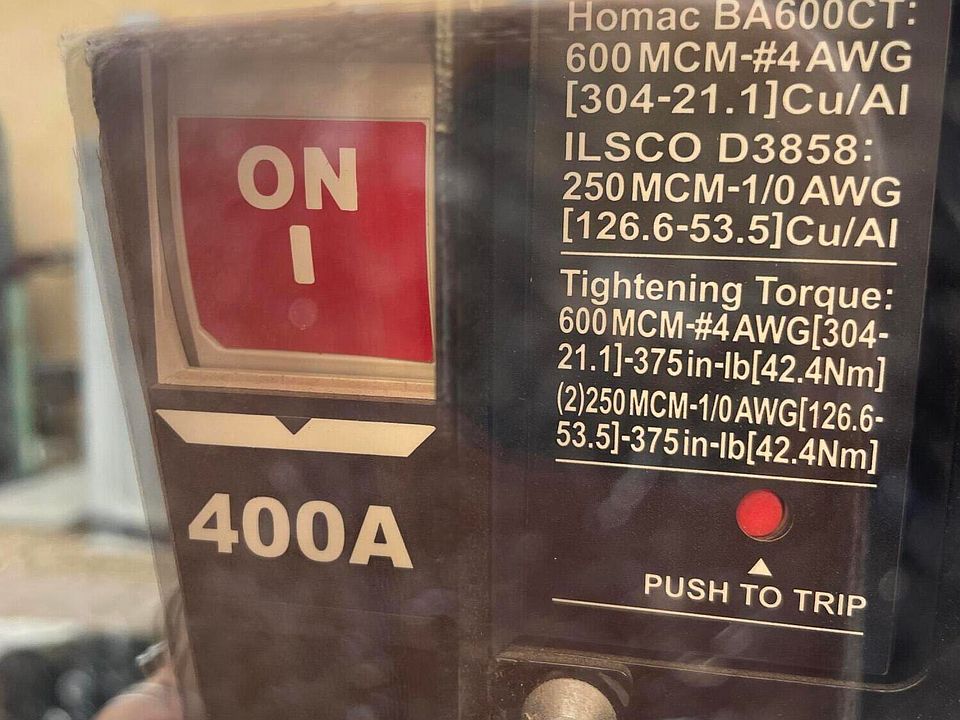 ON
I
400A
Homac BA600CT:
600 MCM-#4 AWG
[304-21.1]Cu/Al
ILSCO D3858:
250 MCM-1/0 AWG
[126.6-53.5]Cu/Al
Tightening Torque:
600 MCM-#4 AWG[304-
21.1]-375 in-lb[42.4Nm]
(2)250 MCM-1/0 AWG[126.6-
53.5]-375 in-lb[42.4Nm]
PUSH TO TRIP